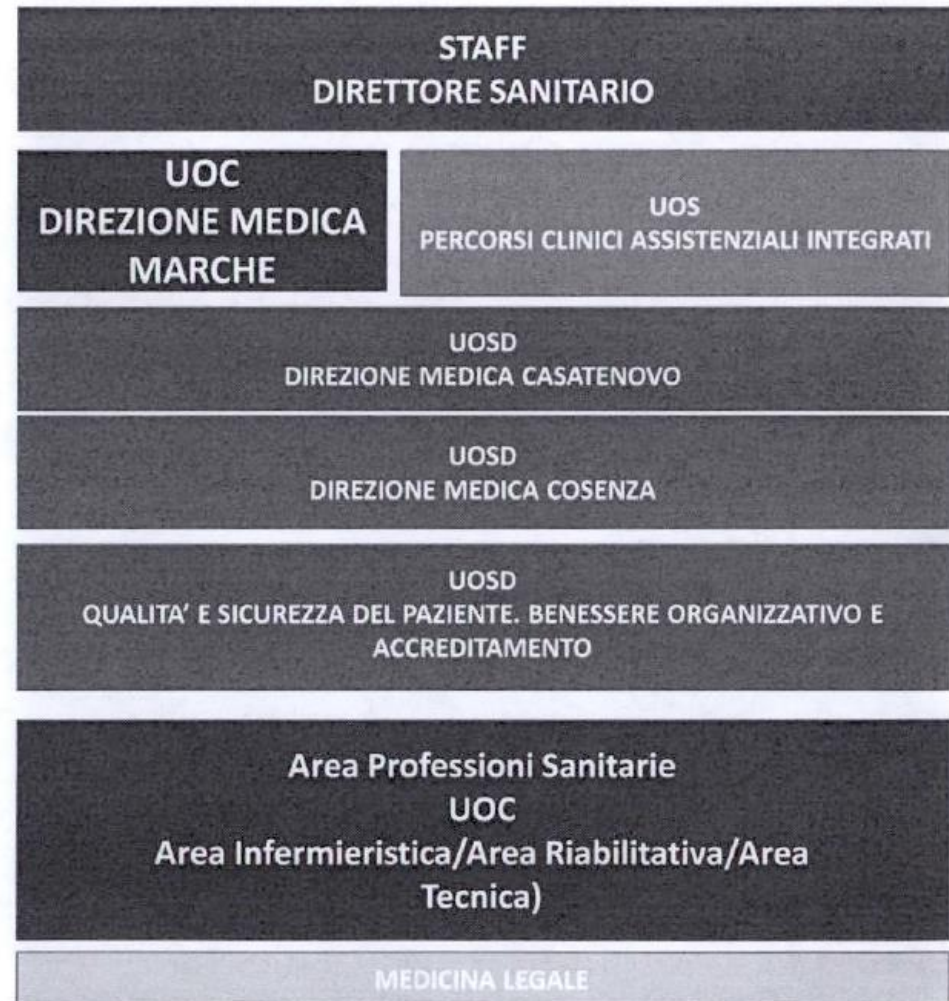 STAFF
DIRETTORE SANITARIO
UOC
DIREZIONE MEDICA
MARCHE
UOS
PERCORSI CLINICI ASSISTENZIALI INTEGRATI
UOSD
DIREZIONE MEDICA CASATENOVO
UOSD
DIREZIONE MEDICA COSENZA
UOSD
QUALITA' E SICUREZZA DEL PAZIENTE. BENESSERE ORGANIZZATIVO E
ACCREDITAMENTO
Area Professioni Sanitarie
UOC
Area Infermieristica/Area Riabilitativa/Area
Tecnica)
MEDICINA LEGALE